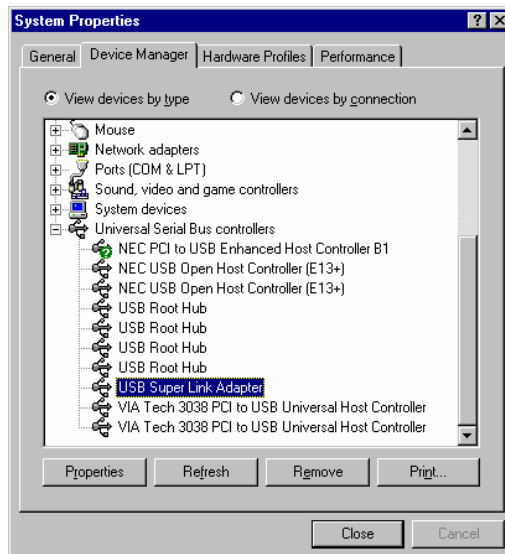 System Properties
General Device Manager Hardware Profiles Performance
View devices by type View devices by connection
Mouse
Network adapters
Ports (COM & LPT)
Sound, video and game controllers
System devices
Universal Serial Bus controllers
NEC PCI to USB Enhanced Host Controller B1
NEC USB Open Host Controller (E13+)
NEC USB Open Host Controller (E13+)
USB Root Hub
USB Root Hub
USB Root Hub
USB Root Hub
USB Super Link Adapter
VIA Tech 3038 PCI to USB Universal Host Controller
VIA Tech 3038 PCI to USB Universal Host Controller
Properties Refresh Remove Print...
Close Cancel